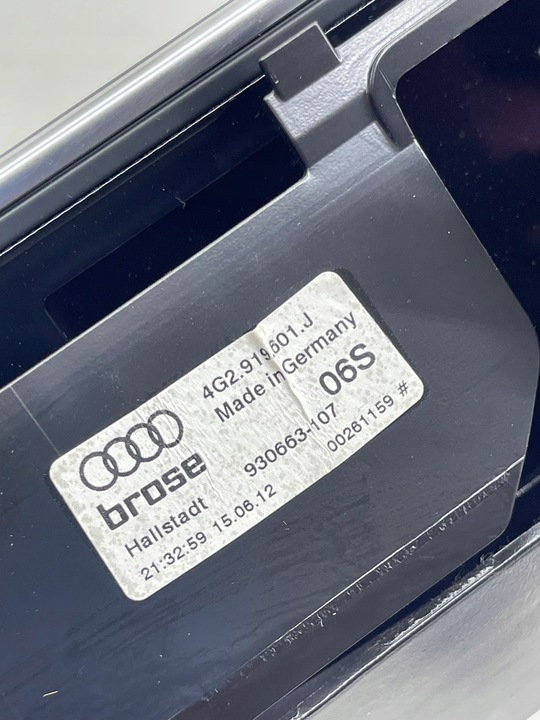 4G2.919601.J
Made in Germany
06S
brose
930663-107
Hallstadt
00261159 #
21:32:59 15.06.12